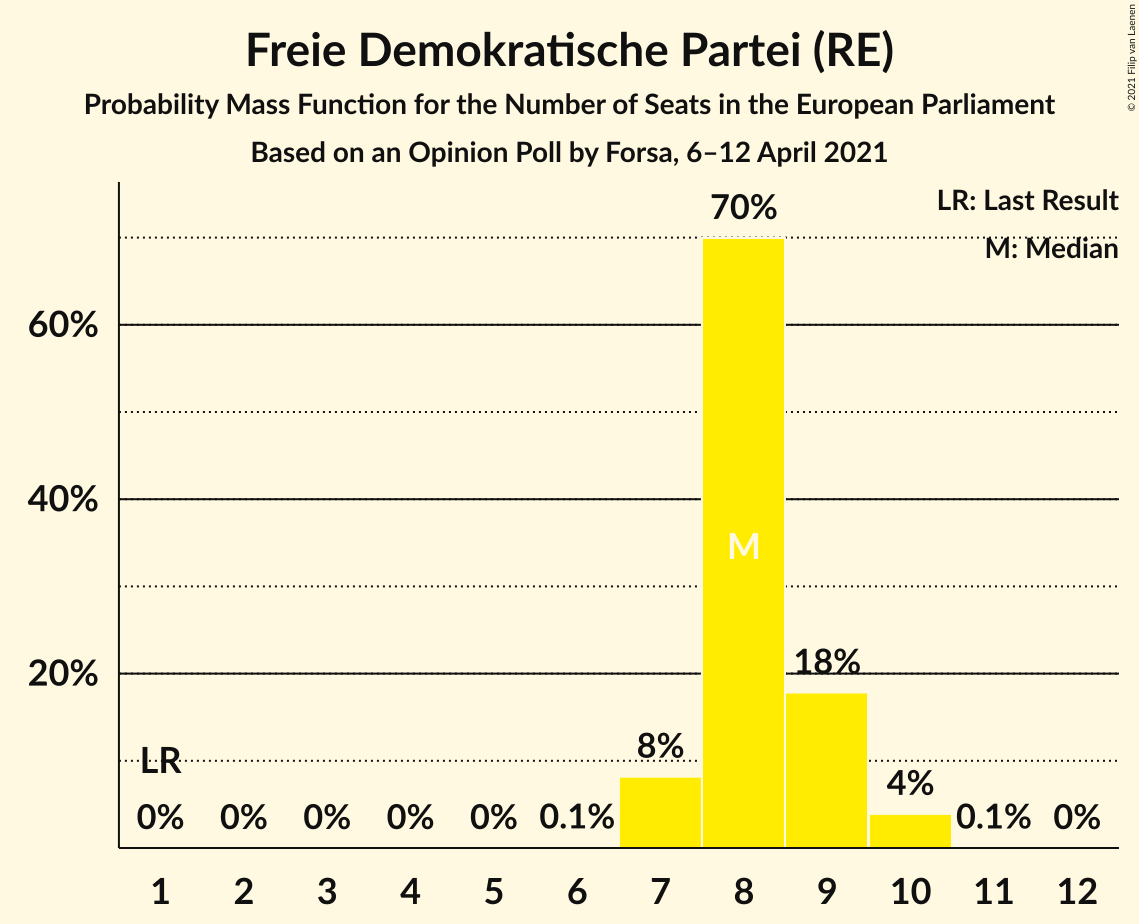 Freie Demokratische Partei (RE)
Probability Mass Function for the Number of Seats in the European Parliament
Based on an Opinion Poll by Forsa, 6–12 April 2021
© 2021 Filip van Laenen
LR: Last Result
M: Median
70%
60%
40%
M
20%
18%
LR
8%
4%
0% 0% 0% 0% 0% 0.1% 0.1% 0%
1 2 3 4 5 6 7 8 9 10 11 12